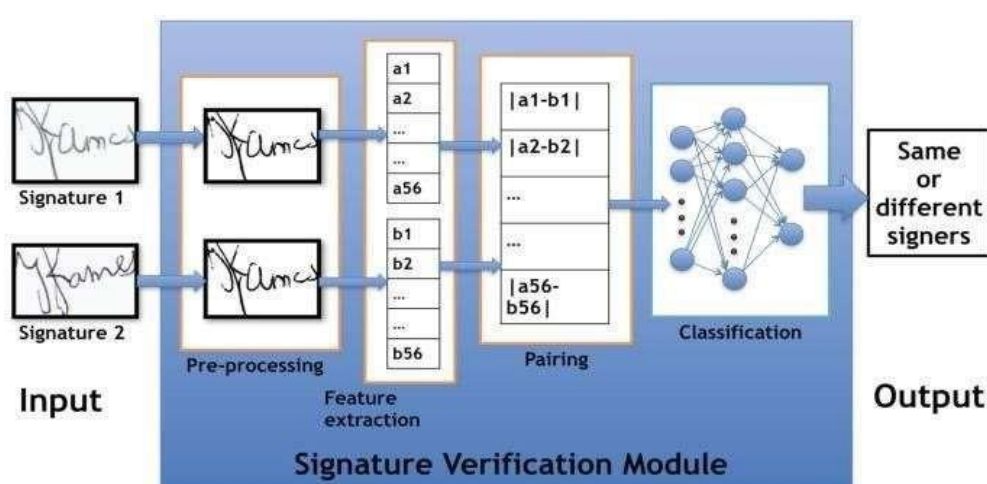 Signature 1
Signature 2
Input
Pre-processing
a1
a2
...
...
a56
b1
b2
...
...
b56
Feature
extraction
|a1-b1|
|a2-b2|
...
...
|a56-
b56|
Pairing
Classification
Same
or
different
signers
Output
Signature Verification Module